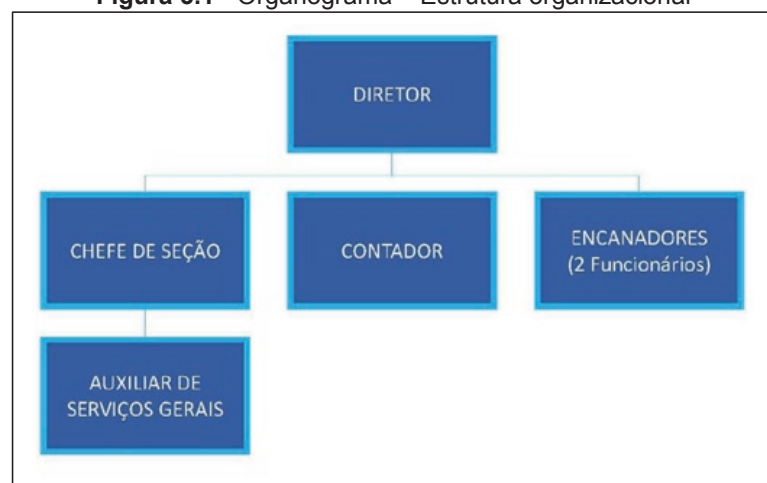 Figura 3.1 - Organograma – Estrutura organizacional
DIRETOR
CHEFE DE SEÇÃO
CONTADOR
ENCANADORES
(2 Funcionários)
AUXILIAR DE
SERVIÇOS GERAIS